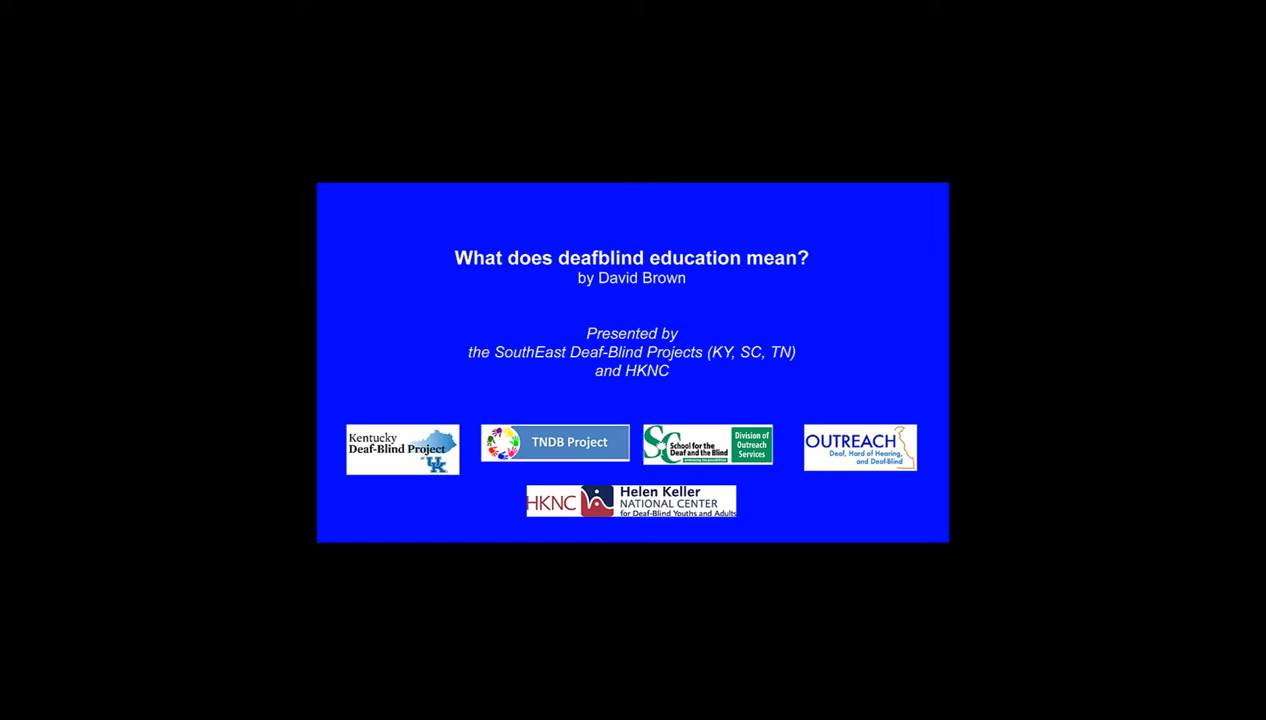 What does deafblind education mean?
by David Brown
Presented by
the SouthEast Deaf-Blind Projects (KY, SC, TN)
and HKNC
Kentucky
Deaf-Blind Project
UK
TNDB Project
SC
School for the
Deaf and the Blind
Division of
Outreach
Services
OUTREACH
Deaf, Hard of Hearing,
and Deaf-Blind
HKNC
Helen Keller
NATIONAL CENTER
for Deaf-Blind Youths and Adults